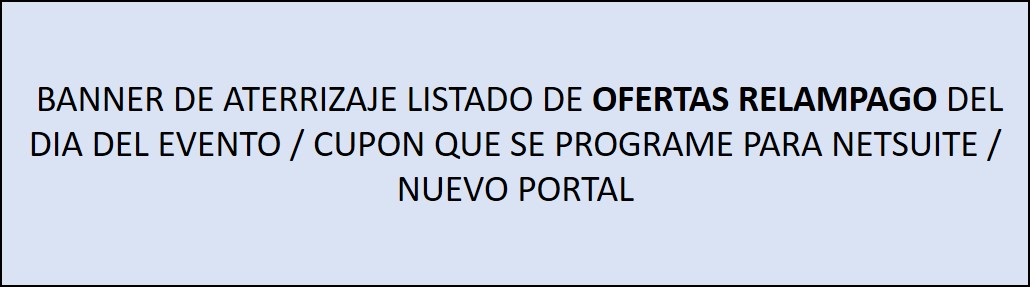 BANNER DE ATERRIZAJE LISTADO DE OFERTAS RELAMPAGO DEL
DIA DEL EVENTO / CUPON QUE SE PROGRAME PARA NETSUITE /
NUEVO PORTAL